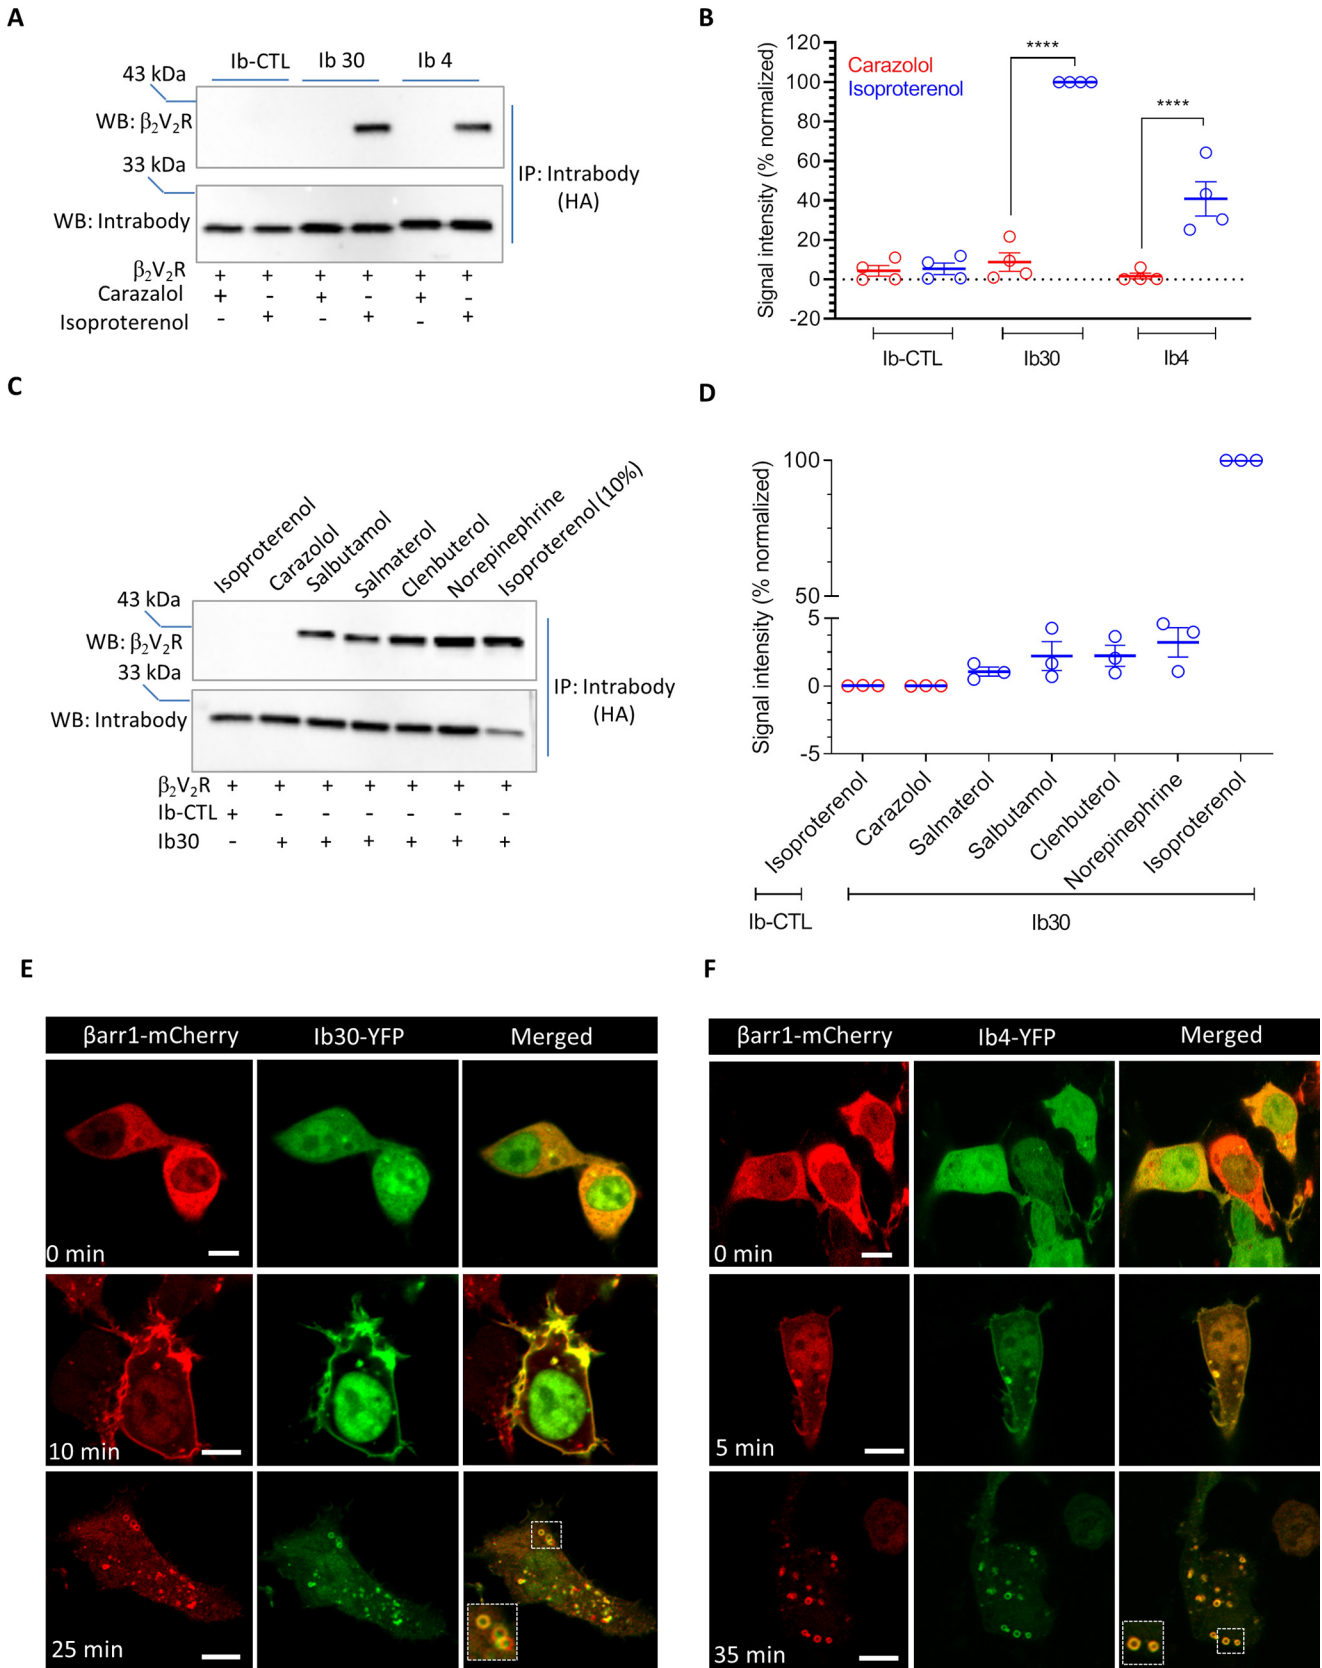 A
Ib-CTL Ib 30 Ib 4
43 kDa
WB: β2V2R
33 kDa
IP: Intrabody
(HA)
WB: Intrabody
β2V2R + + + + + +
Carazalol + - + - + -
Isoproterenol - + - + - +
B
Carazolol
Isoproterenol
**** ****
Signal intensity (% normalized)
120
100
80
60
40
20
0
-20
Ib-CTL Ib30 Ib4
C
Isoproterenol Carazolol Salbutamol Salmaterol Clenbuterol Norepinephrine Isoproterenol (10%)
43 kDa
WB: β2V2R
33 kDa
IP: Intrabody
(HA)
WB: Intrabody
β2V2R + + + + + + +
Ib-CTL + - - - - - -
Ib30 - + + + + + +
D
Signal intensity (% normalized)
100
50
5
0
-5
Isoproterenol Carazolol Salmaterol Salbutamol Clenbuterol Norepinephrine Isoproterenol
Ib-CTL Ib30
E
βarr1-mCherry Ib30-YFP Merged
0 min
10 min
25 min
F
βarr1-mCherry Ib4-YFP Merged
0 min
5 min
35 min